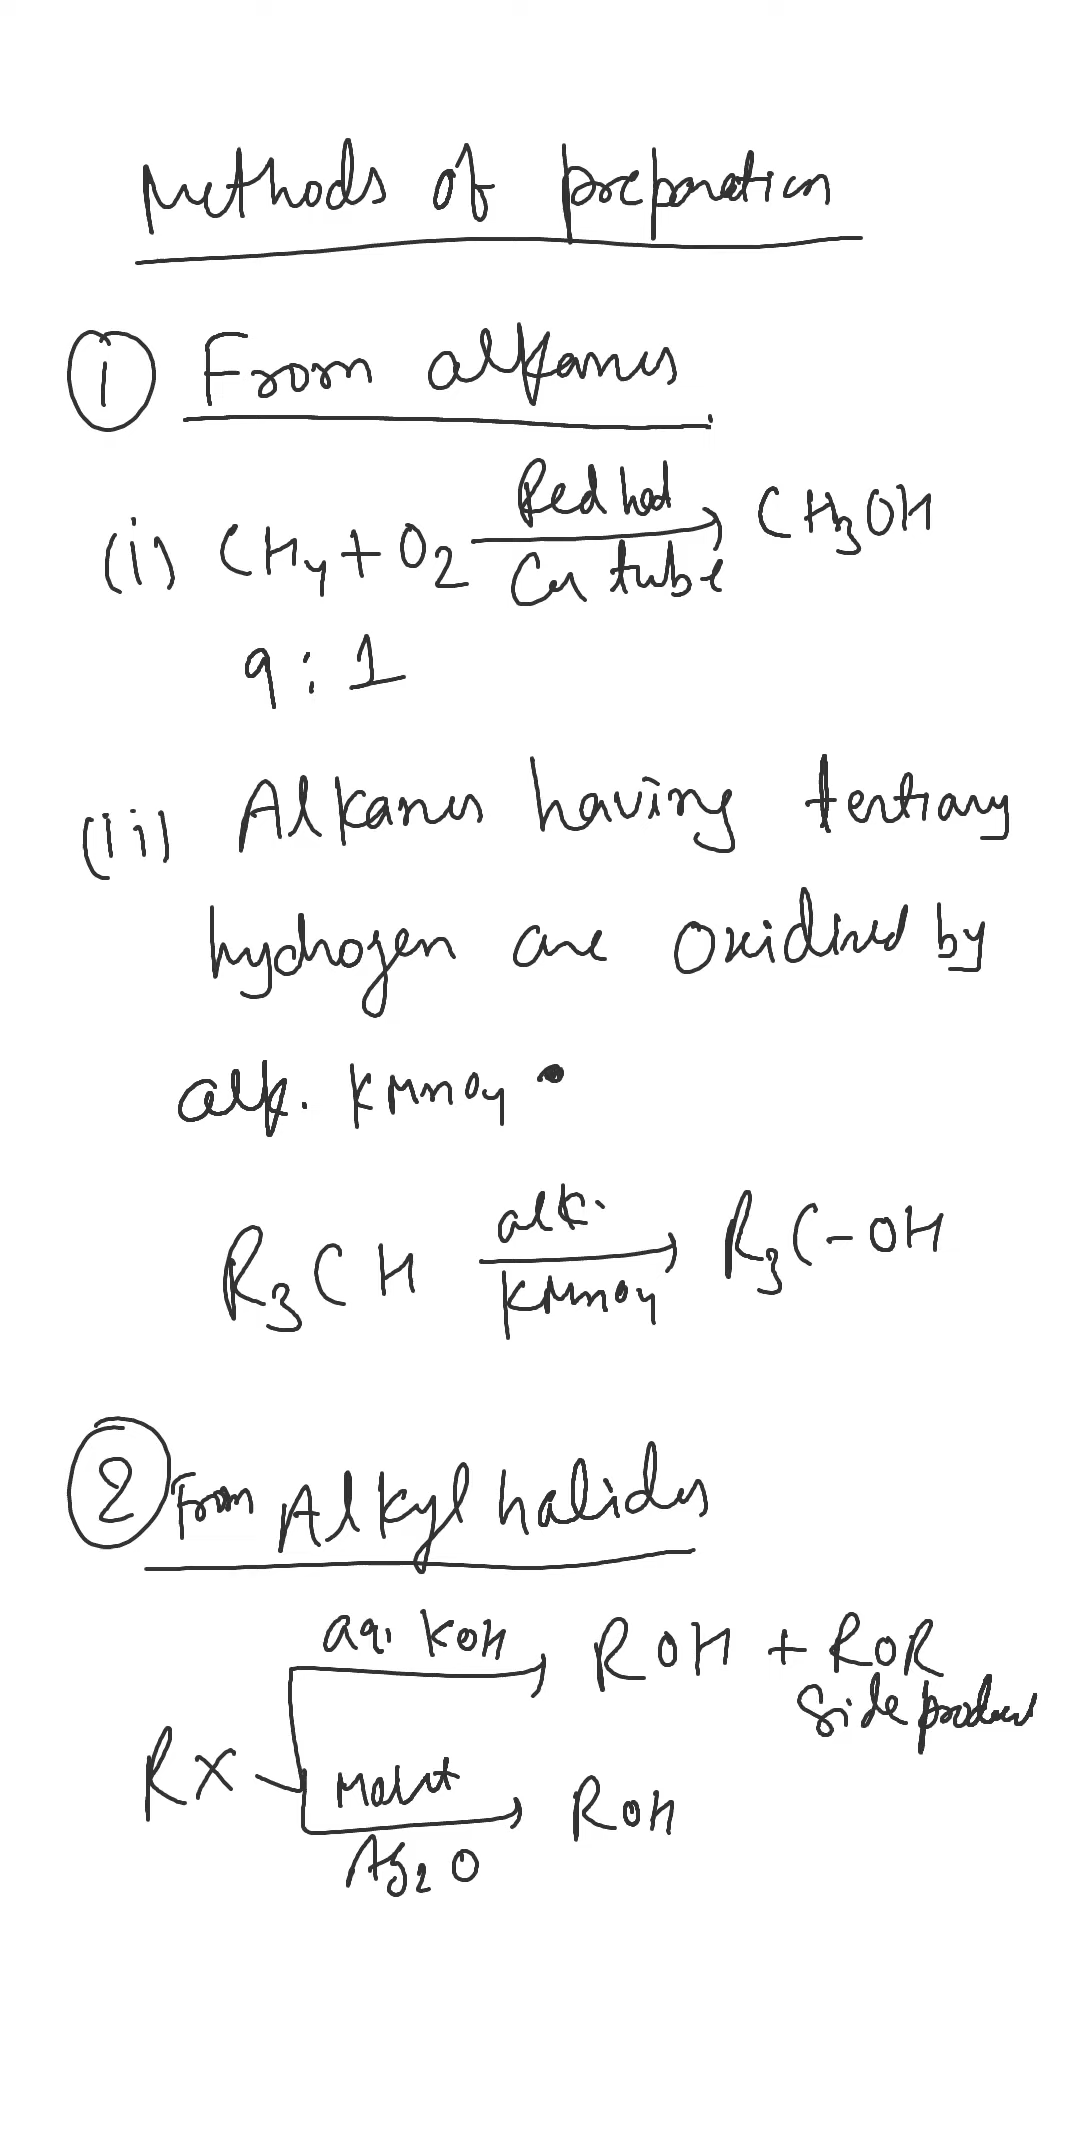 Methods of preparation
① From alkanes
(i) CH₄ + O₂ —Red hot / Cu tube→ CH₃OH
9 : 1
(ii) Alkanes having tertiary
hydrogen are oxidized by
alk. KMnO₄ •
R₃CH —alk. / KMnO₄→ R₃C-OH
② From Alkyl halides
aq. KOH → ROH + ROR
side product
RX
Moist → ROH
Ag₂O